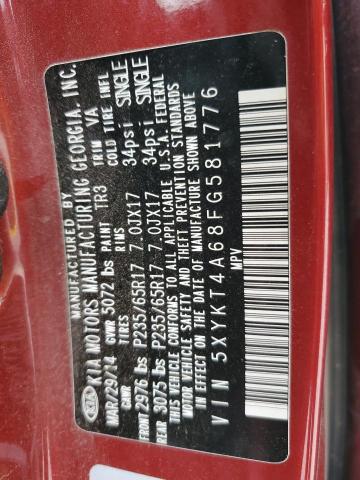 MANUFACTURED BY
KIA KIA MOTORS MANUFACTURING GEORGIA, INC.
MAR/29/14 GWR 5072 lbs PAINT TR3 TRIM VA
GAWR TIRES RIMS COLD TIRE INFL
FRONT 2976 lbs P235/65R17 7.0JX17 34psi SINGLE
REAR 3075 lbs P235/65R17 7.0JX17 34psi SINGLE
THIS VEHICLE CONFORMS TO ALL APPLICABLE U.S.A. FEDERAL
MOTOR VEHICLE SAFETY AND THEFT PREVENTION STANDARDS
IN EFFECT ON THE DATE OF MANUFACTURE SHOWN ABOVE.
VIN 5XYKT4A68FG581776
MPV